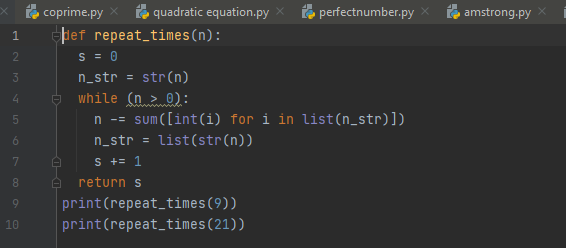 coprime.py quadratic equation.py perfectnumber.py amstrong.py
1 def repeat_times(n):
2 s = 0
3 n_str = str(n)
4 while (n > 0):
5 n -= sum([int(i) for i in list(n_str)])
6 n_str = list(str(n))
7 s += 1
8 return s
9 print(repeat_times(9))
10 print(repeat_times(21))